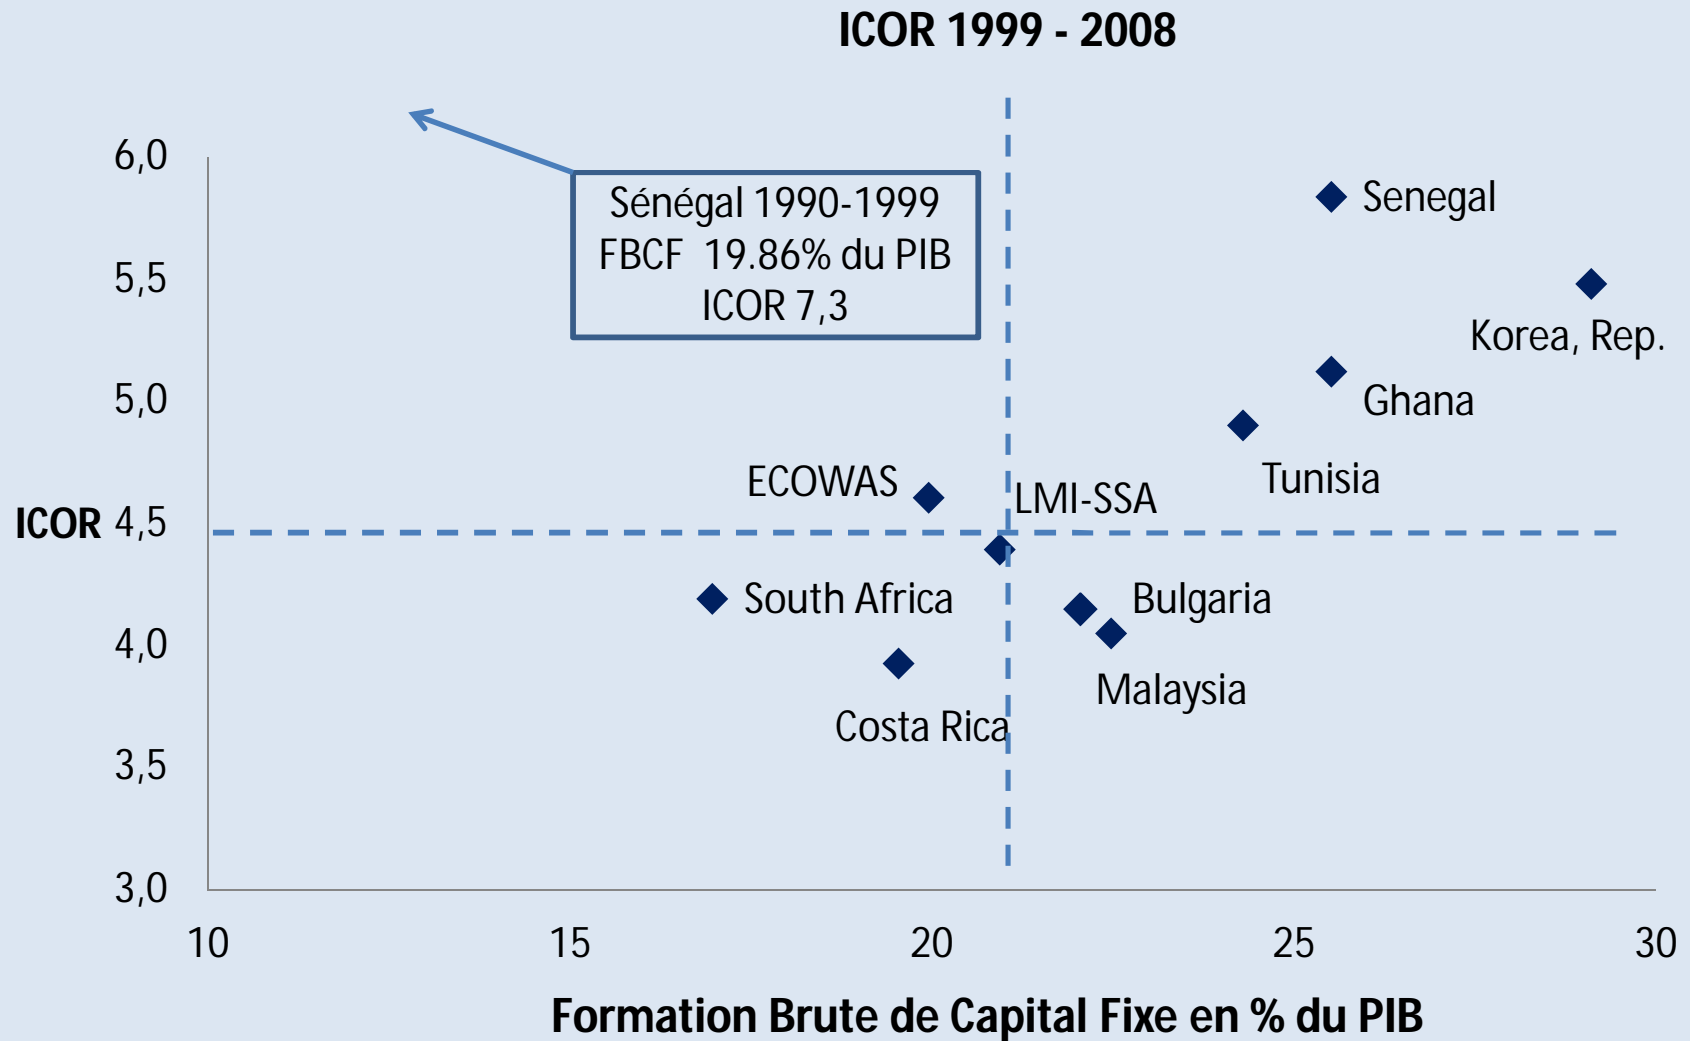 ICOR 1999 - 2008
6,0
5,5
5,0
ICOR 4,5
4,0
3,5
3,0
Sénégal 1990-1999
FBCF 19.86% du PIB
ICOR 7,3
Senegal
Korea, Rep.
Ghana
Tunisia
ECOWAS
LMI-SSA
South Africa
Bulgaria
Malaysia
Costa Rica
10 15 20 25 30
Formation Brute de Capital Fixe en % du PIB